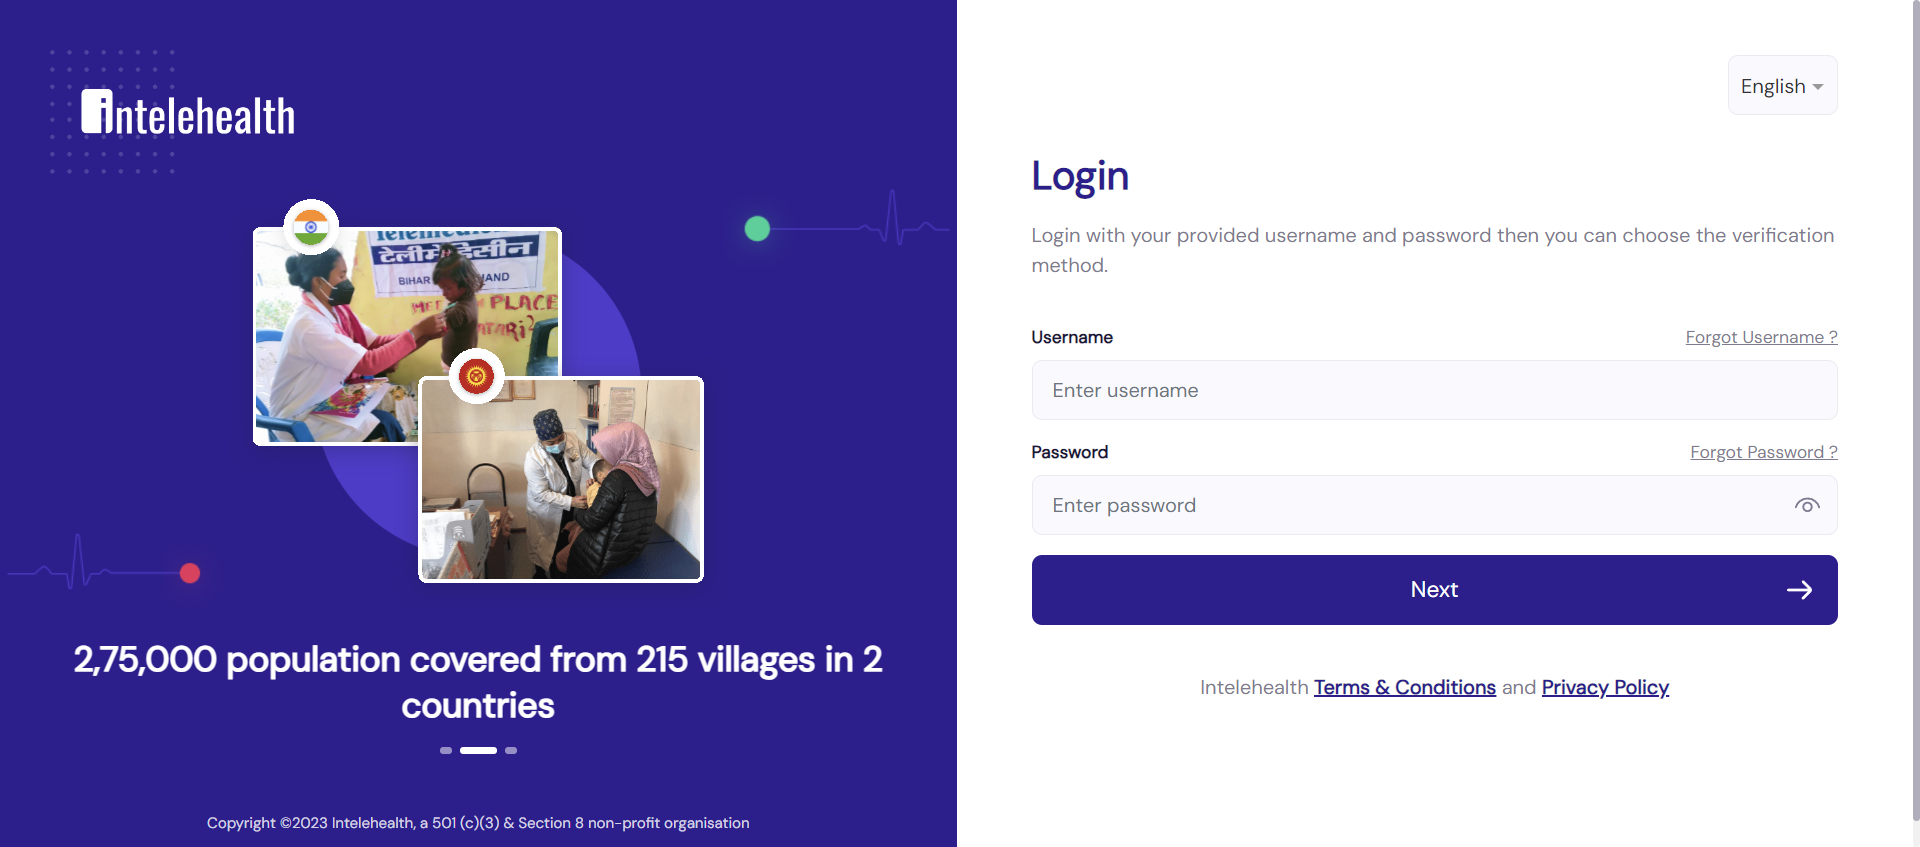 intelehealth
Telemedici
टेलीमेडिसीन
BIHAR
HAND
MEET
PLACE
2,75,000 population covered from 215 villages in 2
countries
Copyright ©2023 Intelehealth, a 501 (c)(3) & Section 8 non-profit organisation
English
Login
Login with your provided username and password then you can choose the verification
method.
Username
Forgot Username ?
Enter username
Password
Forgot Password ?
Enter password
Next
Intelehealth Terms & Conditions and Privacy Policy